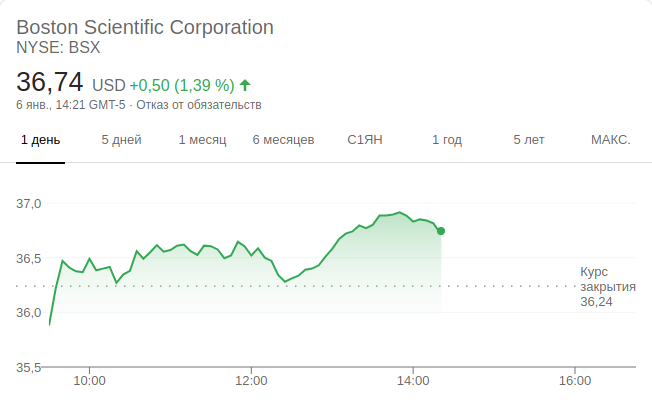 Boston Scientific Corporation
NYSE: BSX
36,74 USD +0,50 (1,39 %)
6 янв., 14:21 GMT-5 · Отказ от обязательств
1 день 5 дней 1 месяц 6 месяцев С1ЯН 1 год 5 лет МАКС.
37,0
36,5
Курс
закрытия
36,24
36,0
35,5
10:00 12:00 14:00 16:00